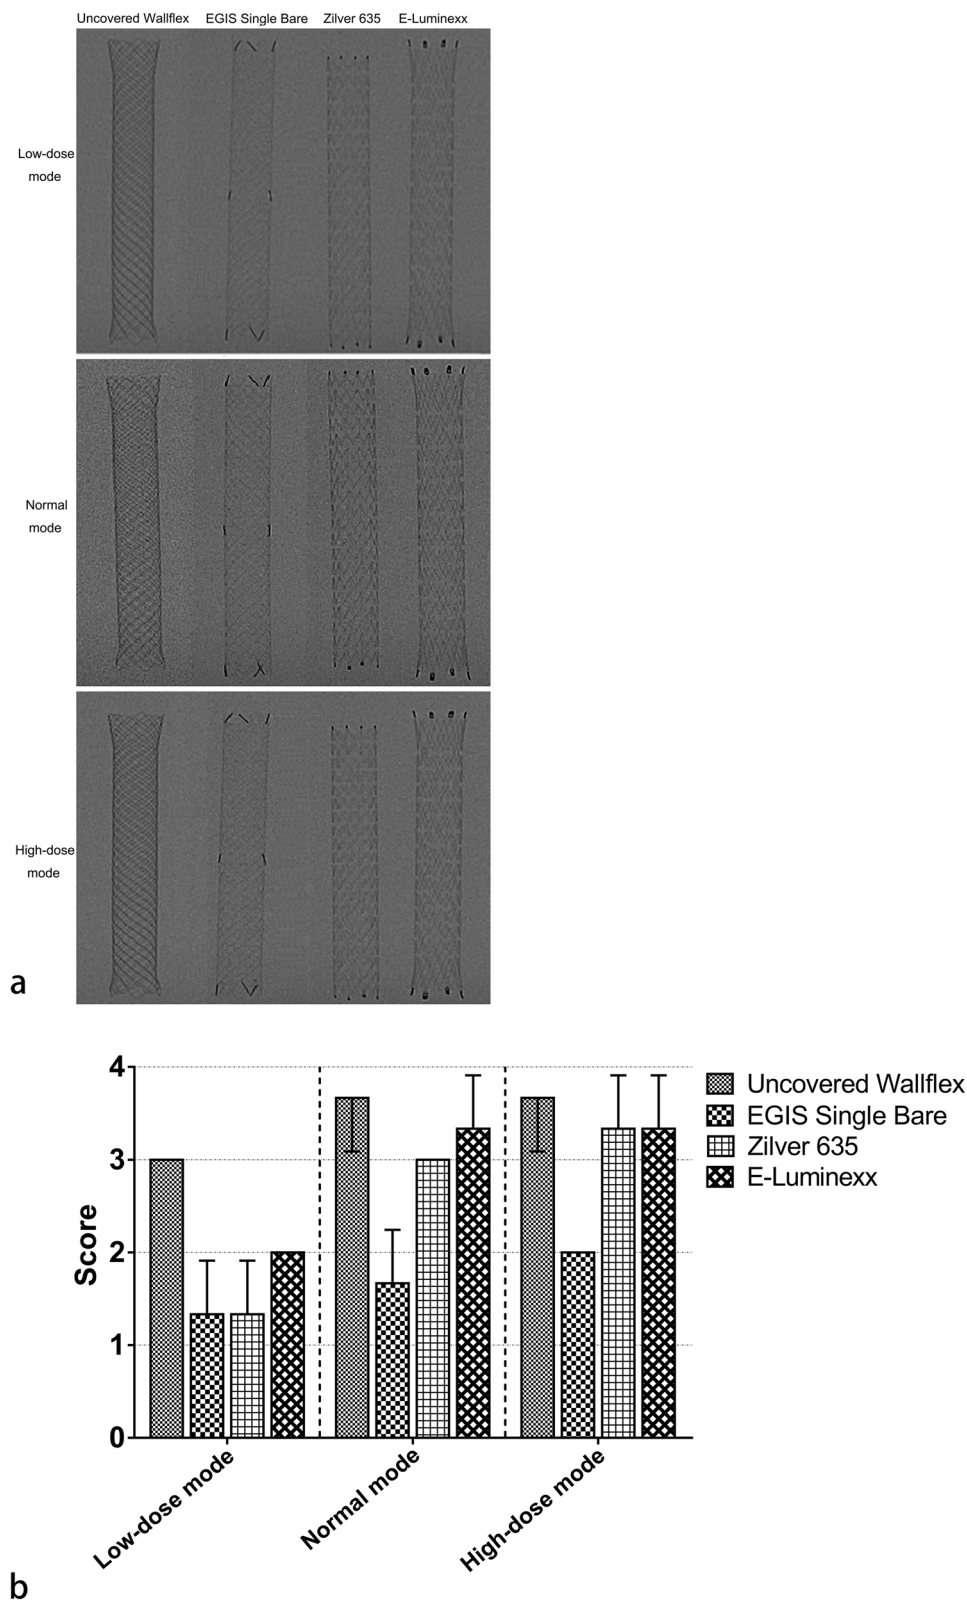 Uncovered Wallflex EGIS Single Bare Zilver 635 E-Luminexx
Low-dose
mode
Normal
mode
High-dose
mode
a
4
3
2
1
0
Score
Low-dose mode
Normal mode
High-dose mode
Uncovered Wallflex
EGIS Single Bare
Zilver 635
E-Luminexx
b